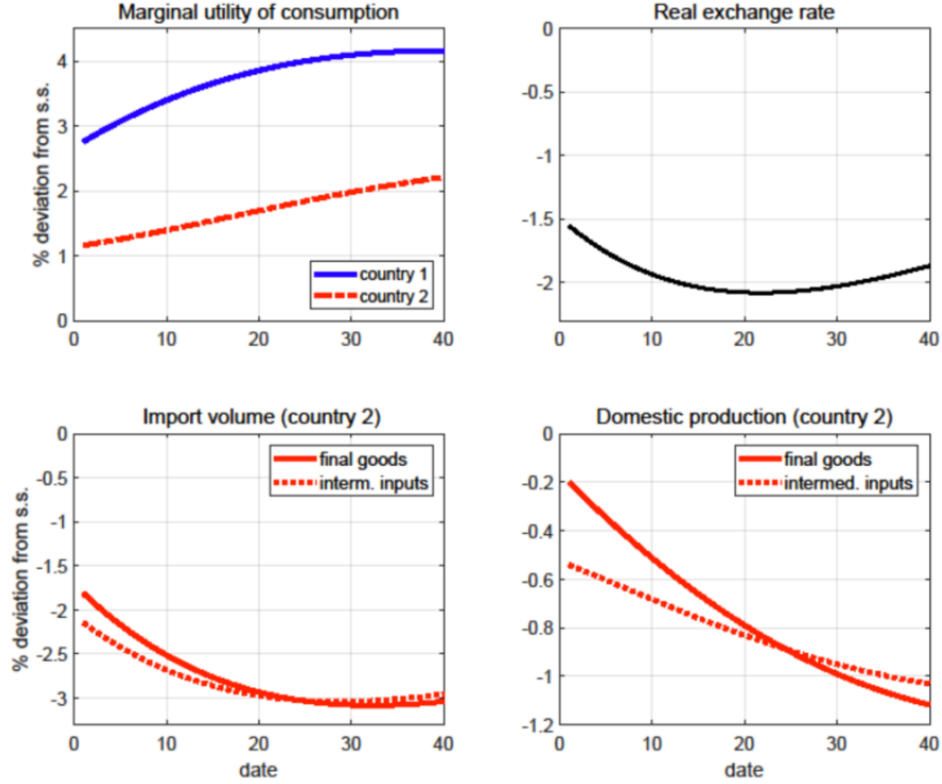 Marginal utility of consumption
% deviation from s.s.
4
3
2
1
0
0 10 20 30 40
country 1
country 2
Real exchange rate
0
-0.5
-1
-1.5
-2
0 10 20 30 40
Import volume (country 2)
% deviation from s.s.
0
-0.5
-1
-1.5
-2
-2.5
-3
0 10 20 30 40
date
final goods
interm. inputs
Domestic production (country 2)
0
-0.2
-0.4
-0.6
-0.8
-1
-1.2
0 10 20 30 40
date
final goods
intermed. inputs